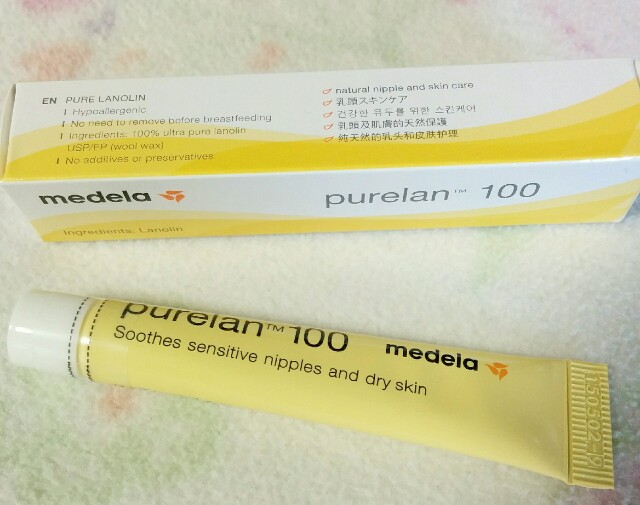 EN PURE LANOLIN
I Hypoallergenic
I No need to remove before breastfeeding
I Ingredients: 100% ultra pure lanolin
USP/EP (wool wax)
I No additives or preservatives
natural nipple and skin care
乳頭スキンケア
건강한 유두를 위한 스킨케어
乳頭及肌膚的天然保護
纯天然的乳头和皮肤护理
medela
purelan™ 100
Ingredients: Lanolin
purelan™100
medela
Soothes sensitive nipples and dry skin